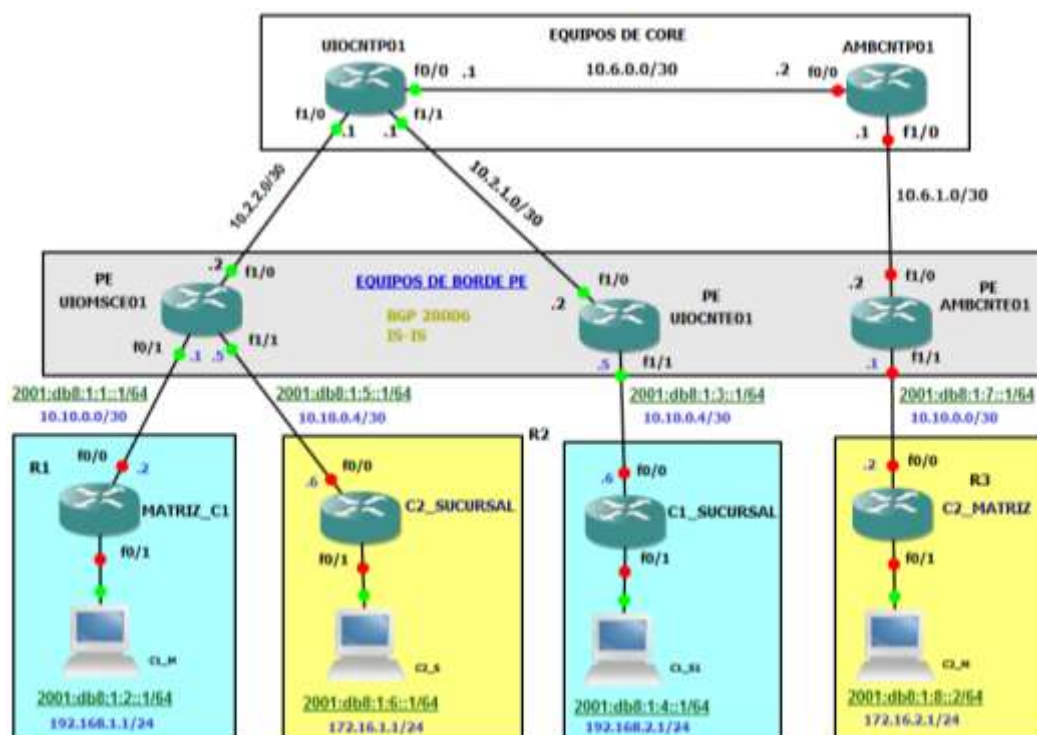 EQUIPOS DE CORE
UIOCNTP01
AMBCNTP01
f0/0 .1
10.6.0.0/30
.2 f0/0
f1/0
.1
.1
f1/1
.1
f1/0
10.2.2.0/30
10.2.1.0/30
10.6.1.0/30
PE
UIOMSCE01
.2
f1/0
EQUIPOS DE BORDE PE
BGP 28006
IS-IS
f1/0
.2
PE
UIOCNTE01
f1/0
.2
PE
AMBCNTE01
f0/1
.1
.5
f1/1
.5
f1/1
.1
f1/1
2001:db8:1:1::1/64
2001:db8:1:5::1/64
2001:db8:1:3::1/64
2001:db8:1:7::1/64
10.10.0.0/30
10.10.0.4/30
10.10.0.4/30
10.10.0.0/30
R1
f0/0
.2
MATRIZ_C1
f0/1
C1_M
2001:db8:1:2::1/64
192.168.1.1/24
R2
f0/0
.6
C2_SUCURSAL
f0/1
C2_S
2001:db8:1:6::1/64
172.16.1.1/24
f0/0
.6
C1_SUCURSAL
f0/1
C1_S1
2001:db8:1:4::1/64
192.168.2.1/24
f0/0
.2
R3
C2_MATRIZ
f0/1
C2_M
2001:db8:1:8::2/64
172.16.2.1/24